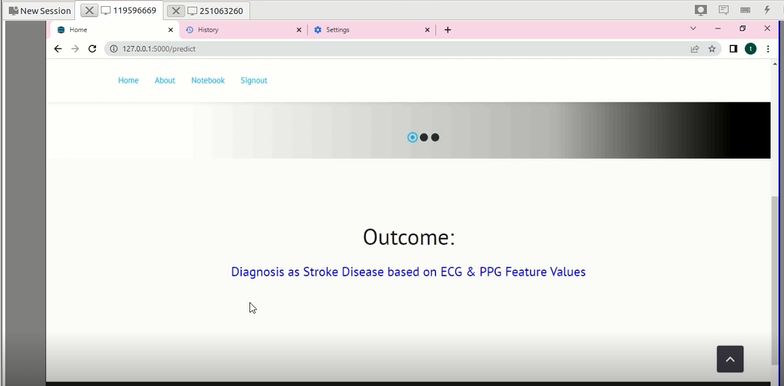 New Session
119596669
251063260
Home
History
Settings
127.0.0.1:5000/predict
t
Home
About
Notebook
Signout
Outcome:
Diagnosis as Stroke Disease based on ECG & PPG Feature Values